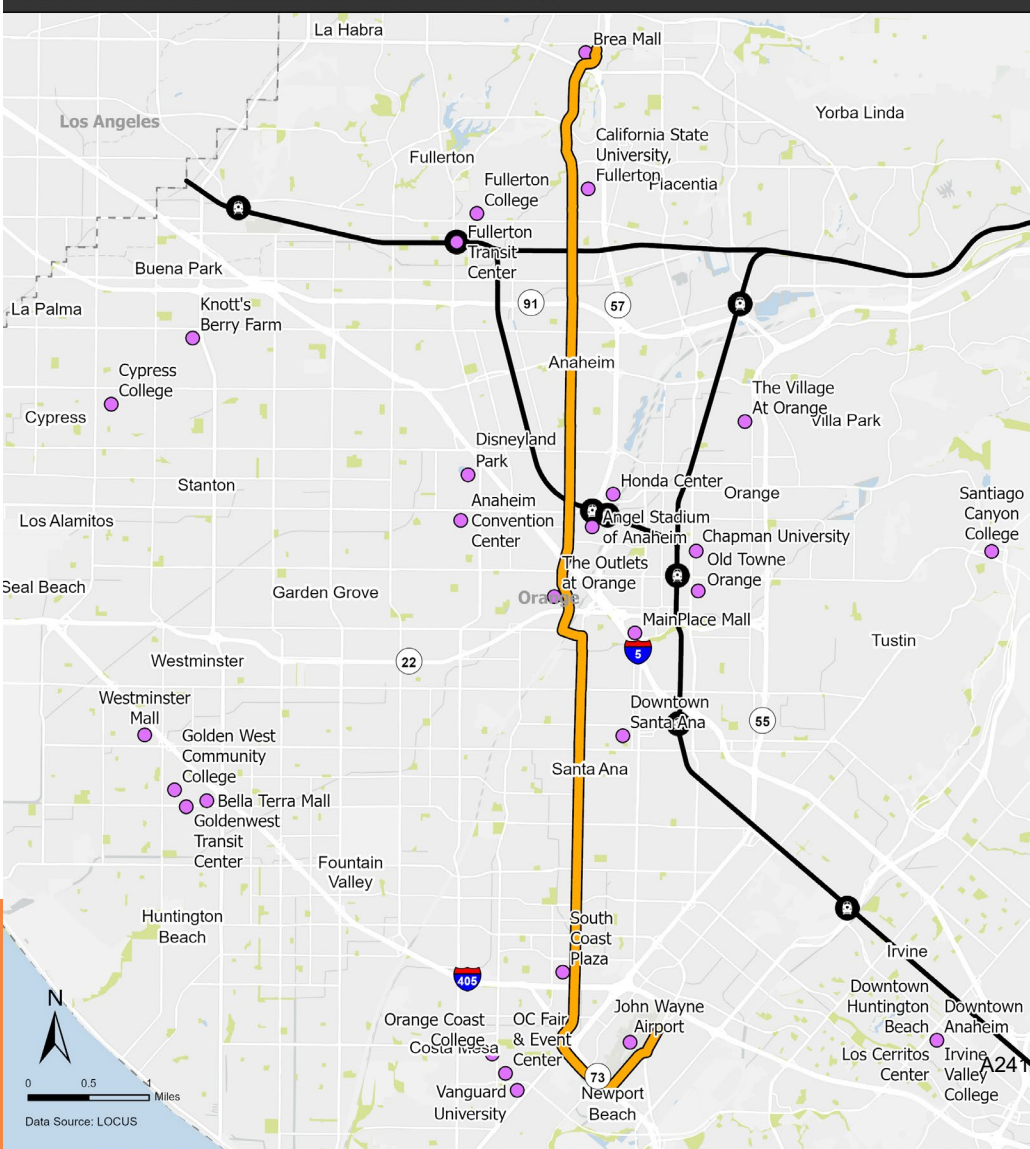 La Habra
Brea Mall
Los Angeles
Yorba Linda
California State
University,
Fullerton
Fullerton
Placentia
Fullerton
College
Fullerton
Transit
Center
Buena Park
La Palma
Knott's
Berry Farm
91
57
Cypress
College
Anaheim
The Village
At Orange
Villa Park
Cypress
Disneyland
Park
Stanton
Honda Center
Orange
Santiago
Canyon
College
Los Alamitos
Anaheim
Convention
Center
Angel Stadium
of Anaheim
Chapman University
The Outlets
at Orange
Old Towne
Orange
Seal Beach
Garden Grove
Orange
MainPlace Mall
Tustin
5
22
Westminster
Westminster
Mall
Downtown
Santa Ana
55
Golden West
Community
College
Santa Ana
Bella Terra Mall
Goldenwest
Transit
Center
Fountain
Valley
Huntington
Beach
South
Coast
Plaza
Irvine
405
N
John Wayne
Airport
Orange Coast
College
OC Fair
& Event
Center
Costa Mesa
Downtown
Huntington
Beach
Downtown
Anaheim
Los Cerritos
Center
Irvine
Valley
College
A241
73
Vanguard
University
Newport
Beach
0 0.5 1
Miles
Data Source: LOCUS